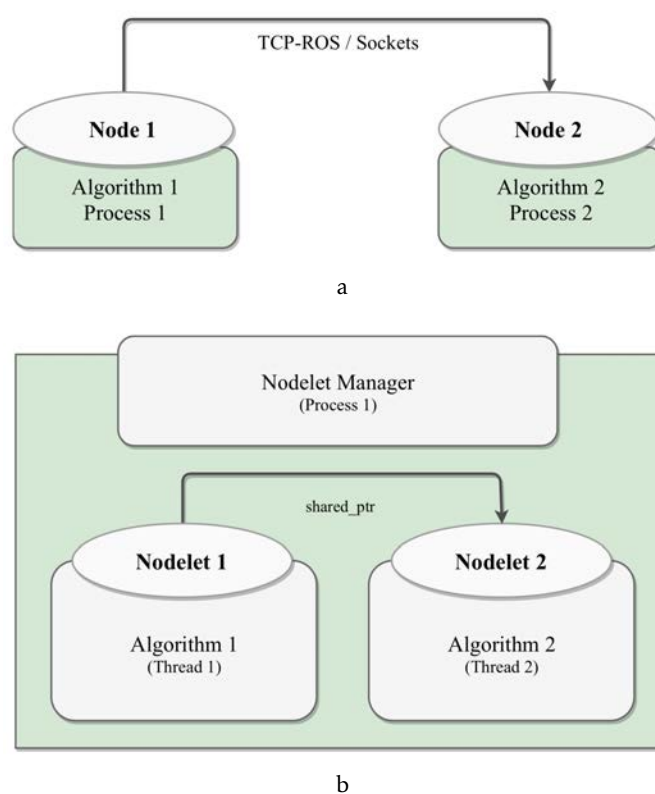 TCP-ROS / Sockets
Node 1
Node 2
Algorithm 1
Process 1
Algorithm 2
Process 2
a
Nodelet Manager
(Process 1)
shared_ptr
Nodelet 1
Nodelet 2
Algorithm 1
(Thread 1)
Algorithm 2
(Thread 2)
b